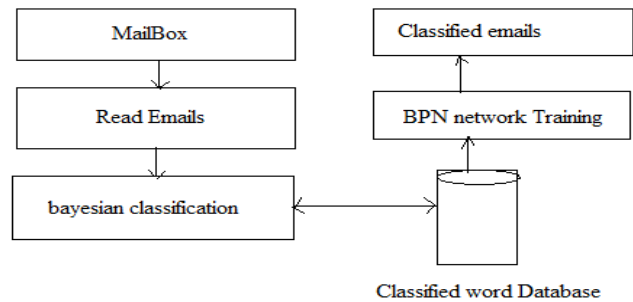 MailBox
Read Emails
bayesian classification
Classified emails
BPN network Training
Classified word Database